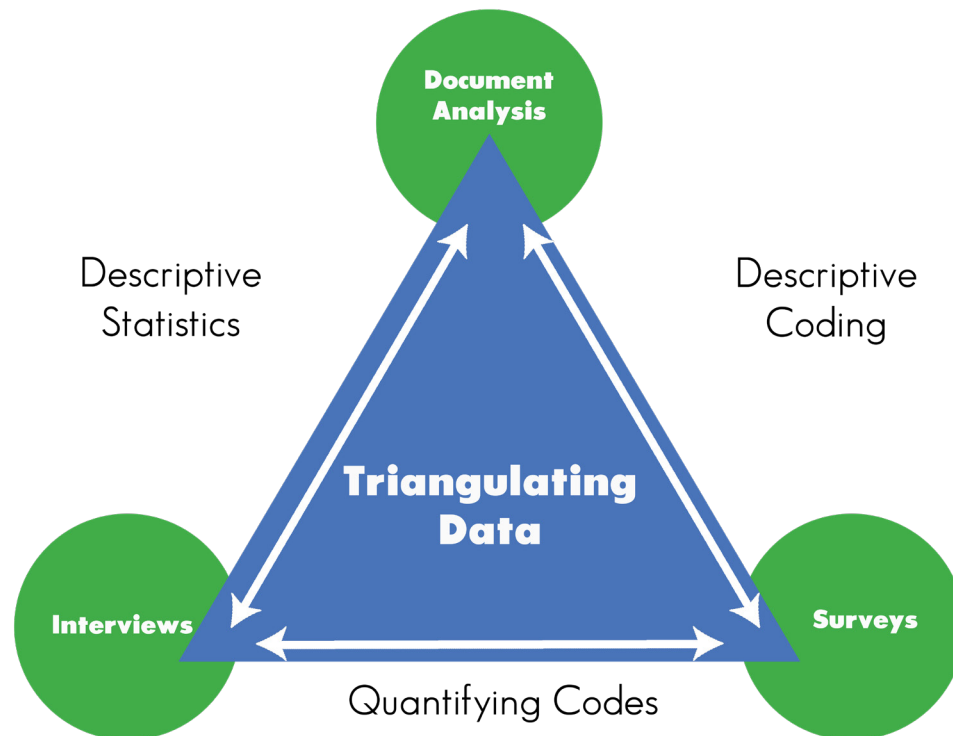 Document
Analysis
Descriptive
Statistics
Descriptive
Coding
Triangulating
Data
Interviews
Surveys
Quantifying Codes